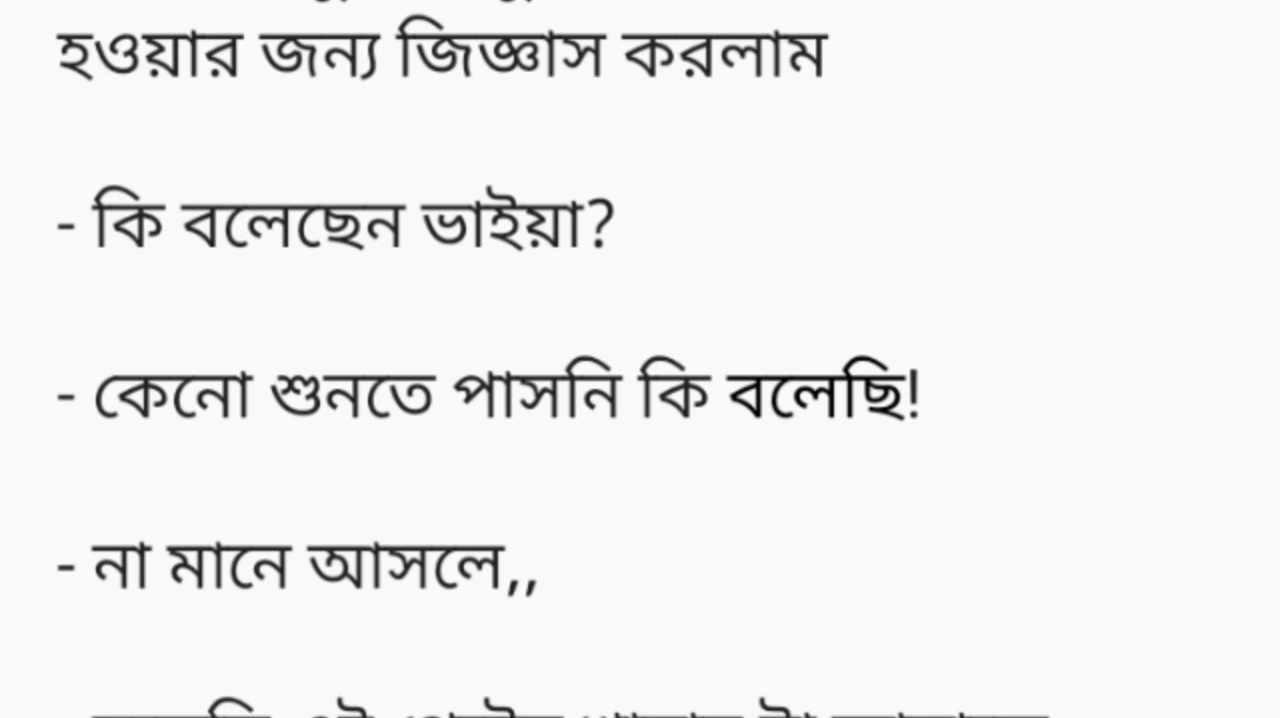 হওয়ার জন্য জিজ্ঞাস করলাম
- কি বলেছেন ভাইয়া?
- কেনো শুনতে পাসনি কি বলেছি!
- না মানে আসলে,,